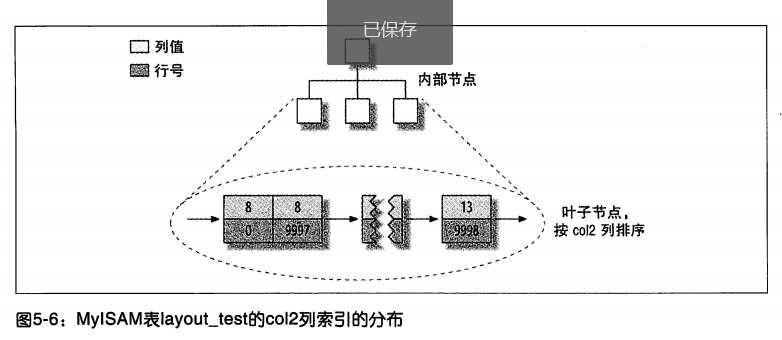 已保存
列值
行号
内部节点
8 8 13
0 9997 9998
叶子节点，
按 col2 列排序
图5-6：MyISAM表layout_test的col2列索引的分布